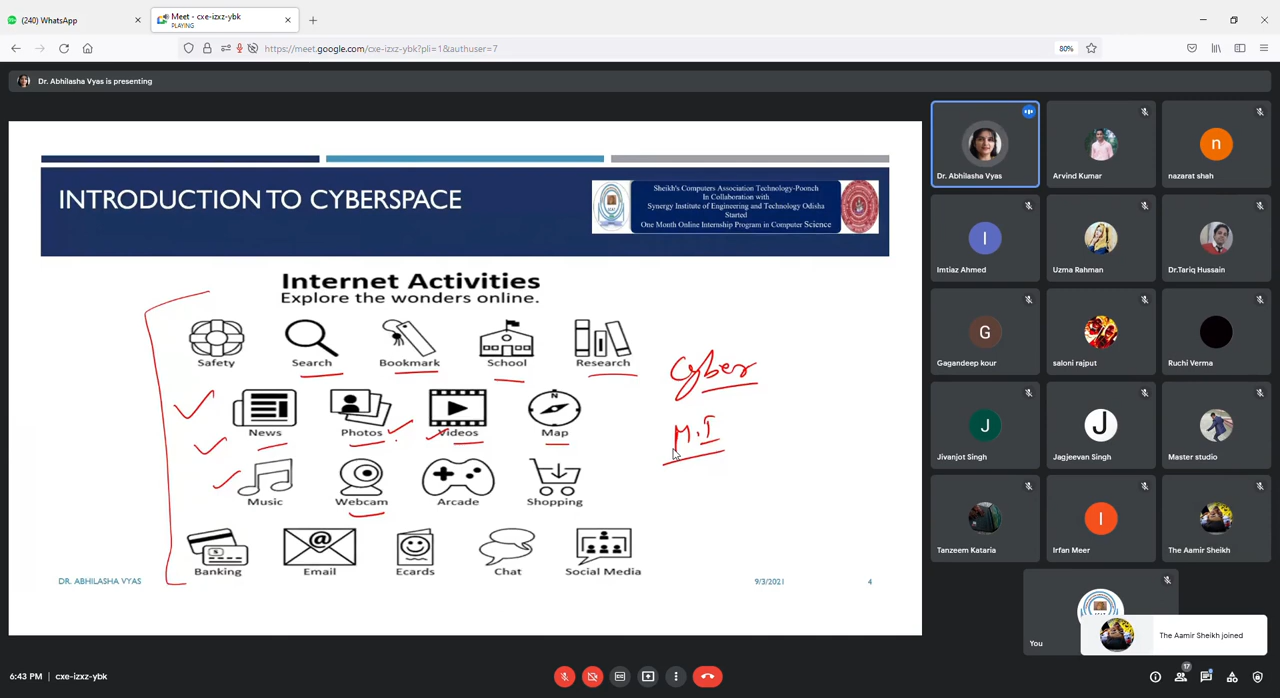 (240) WhatsApp
Meet - cxe-izxz-ybk
PLAYING
https://meet.google.com/cxe-izxz-ybk?pli=1&authuser=7
80%
Dr. Abhilasha Vyas is presenting
INTRODUCTION TO CYBERSPACE
Sheikh's Computers Association Technology-Poonch
In Collaboration with
Synergy Institute of Engineering and Technology Odisha
Started
One Month Online Internship Program in Computer Science
Internet Activities
Explore the wonders online.
Safety Search Bookmark School Research
Cyber
News Photos Videos Map
M.I
Music Webcam Arcade Shopping
Banking Email Ecards Chat Social Media
DR. ABHILASHA VYAS 9/3/2021 4
Dr. Abhilasha Vyas Arvind Kumar n nazarat shah
I Imtiaz Ahmed Uzma Rahman Dr.Tariq Hussain
G Gagandeep kour saloni rajput Ruchi Verma
J Jivanjot Singh J Jagjeevan Singh Master studio
Tanzeem Kataria I Irfan Meer The Aamir Sheikh
You
The Aamir Sheikh joined
6:43 PM cxe-izxz-ybk
17